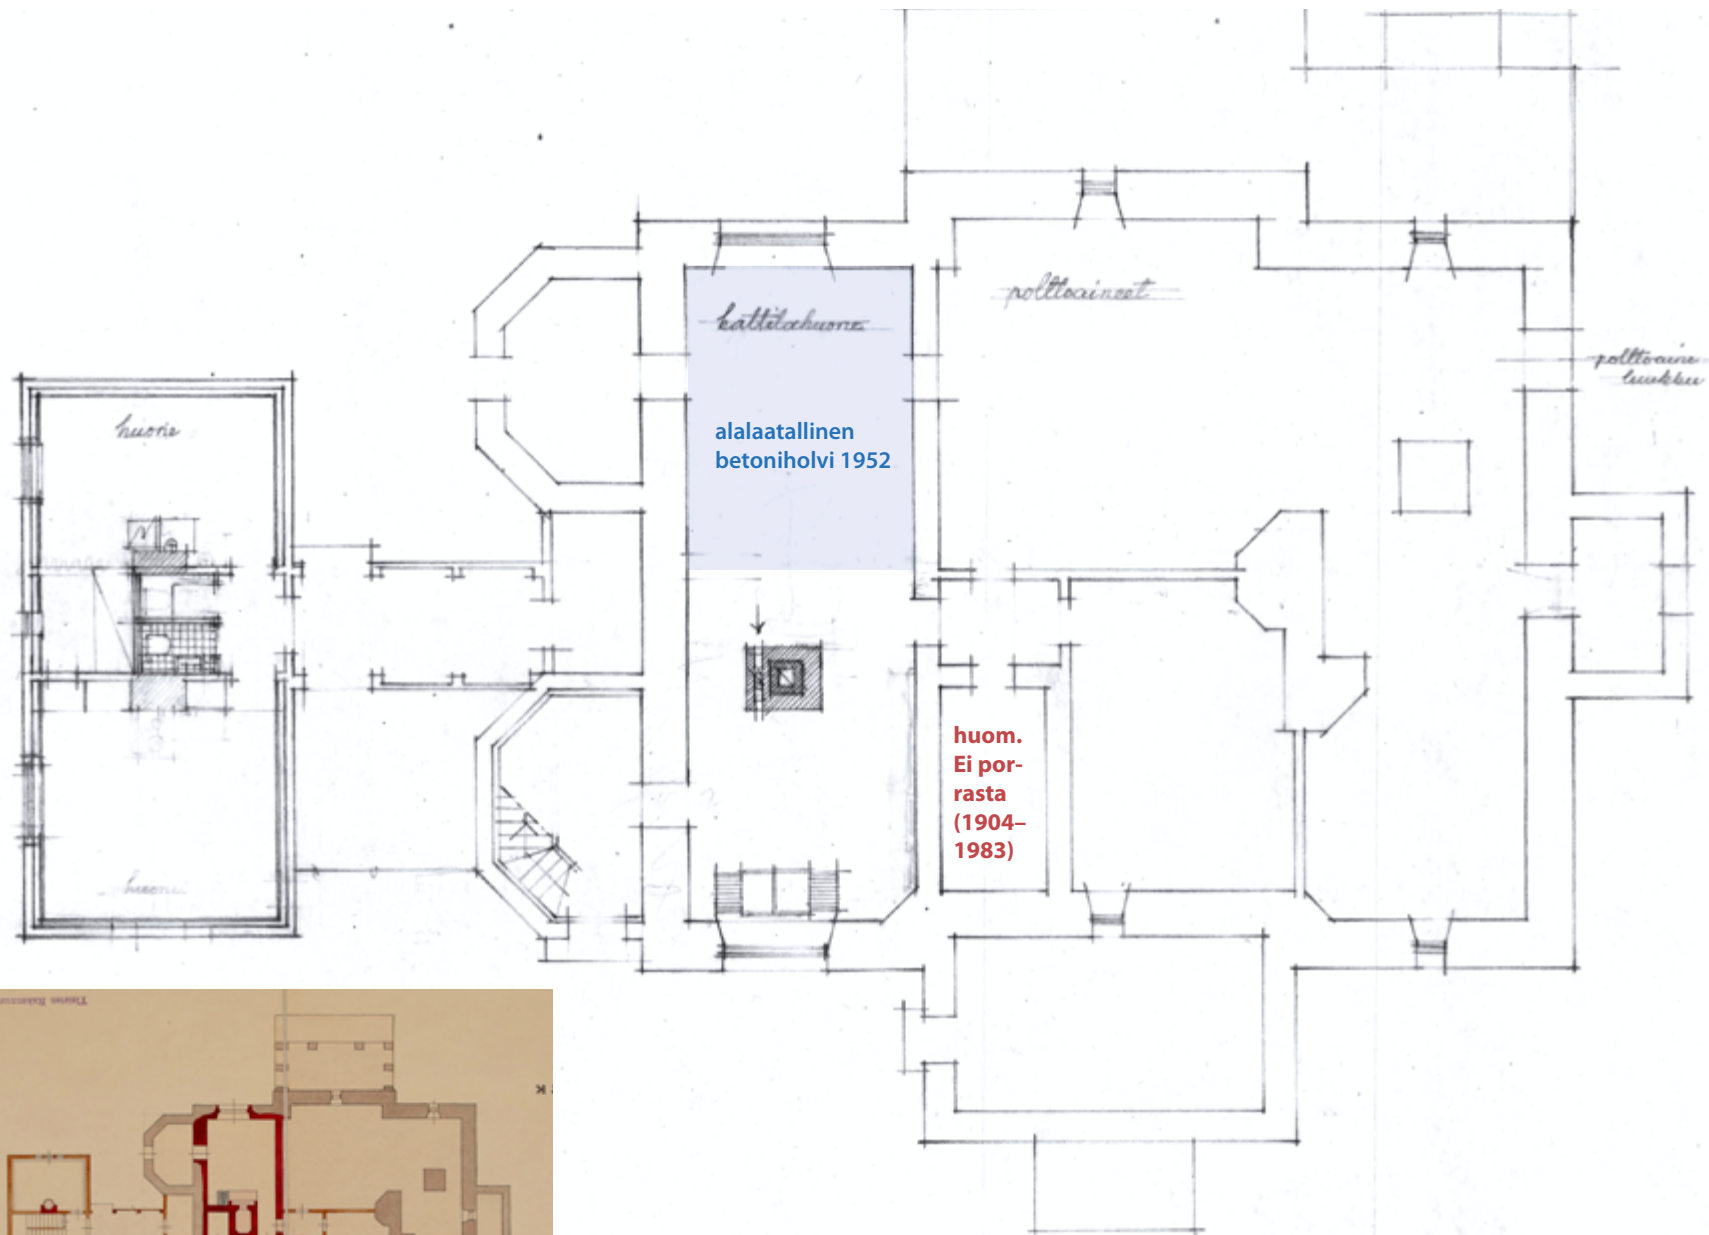 kattilahuone
polttoaineet
polttoaine
luukku
huone
alalaatallinen
betoniholvi 1952
huom.
Ei por-
rasta
(1904–
1983)
huone